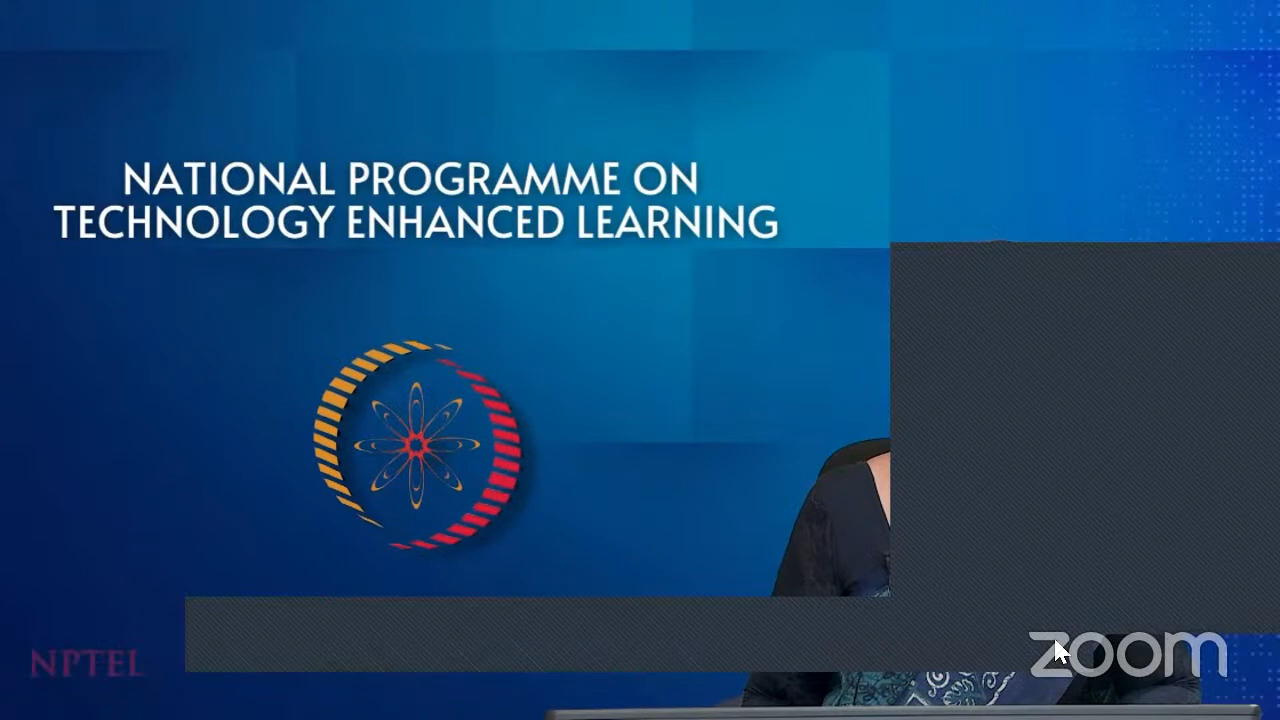 NATIONAL PROGRAMME ON
TECHNOLOGY ENHANCED LEARNING
NPTEL
zoom